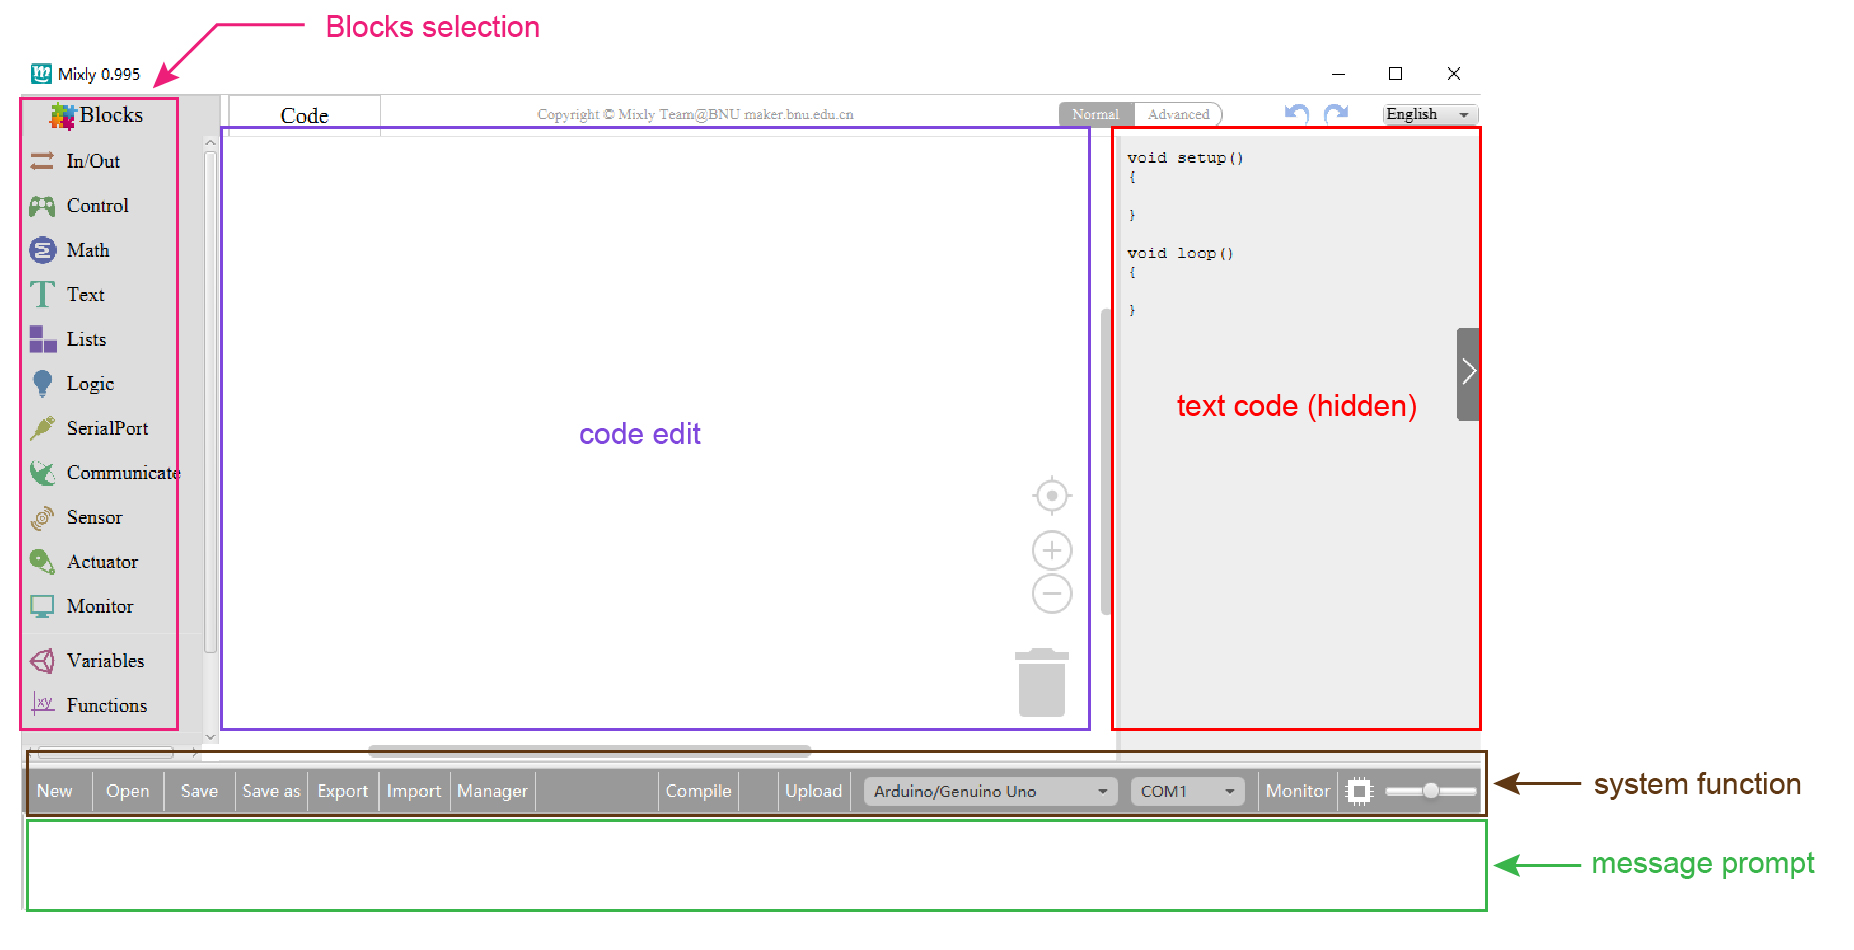 Blocks selection
Mixly 0.995
Blocks
Code
Copyright © Mixly Team@BNU maker.bnu.edu.cn
Normal
Advanced
English
In/Out
Control
Math
Text
Lists
Logic
SerialPort
Communicate
Sensor
Actuator
Monitor
Variables
Functions
code edit
void setup()
{
}
void loop()
{
}
text code (hidden)
New
Open
Save
Save as
Export
Import
Manager
Compile
Upload
Arduino/Genuino Uno
COM1
Monitor
system function
message prompt